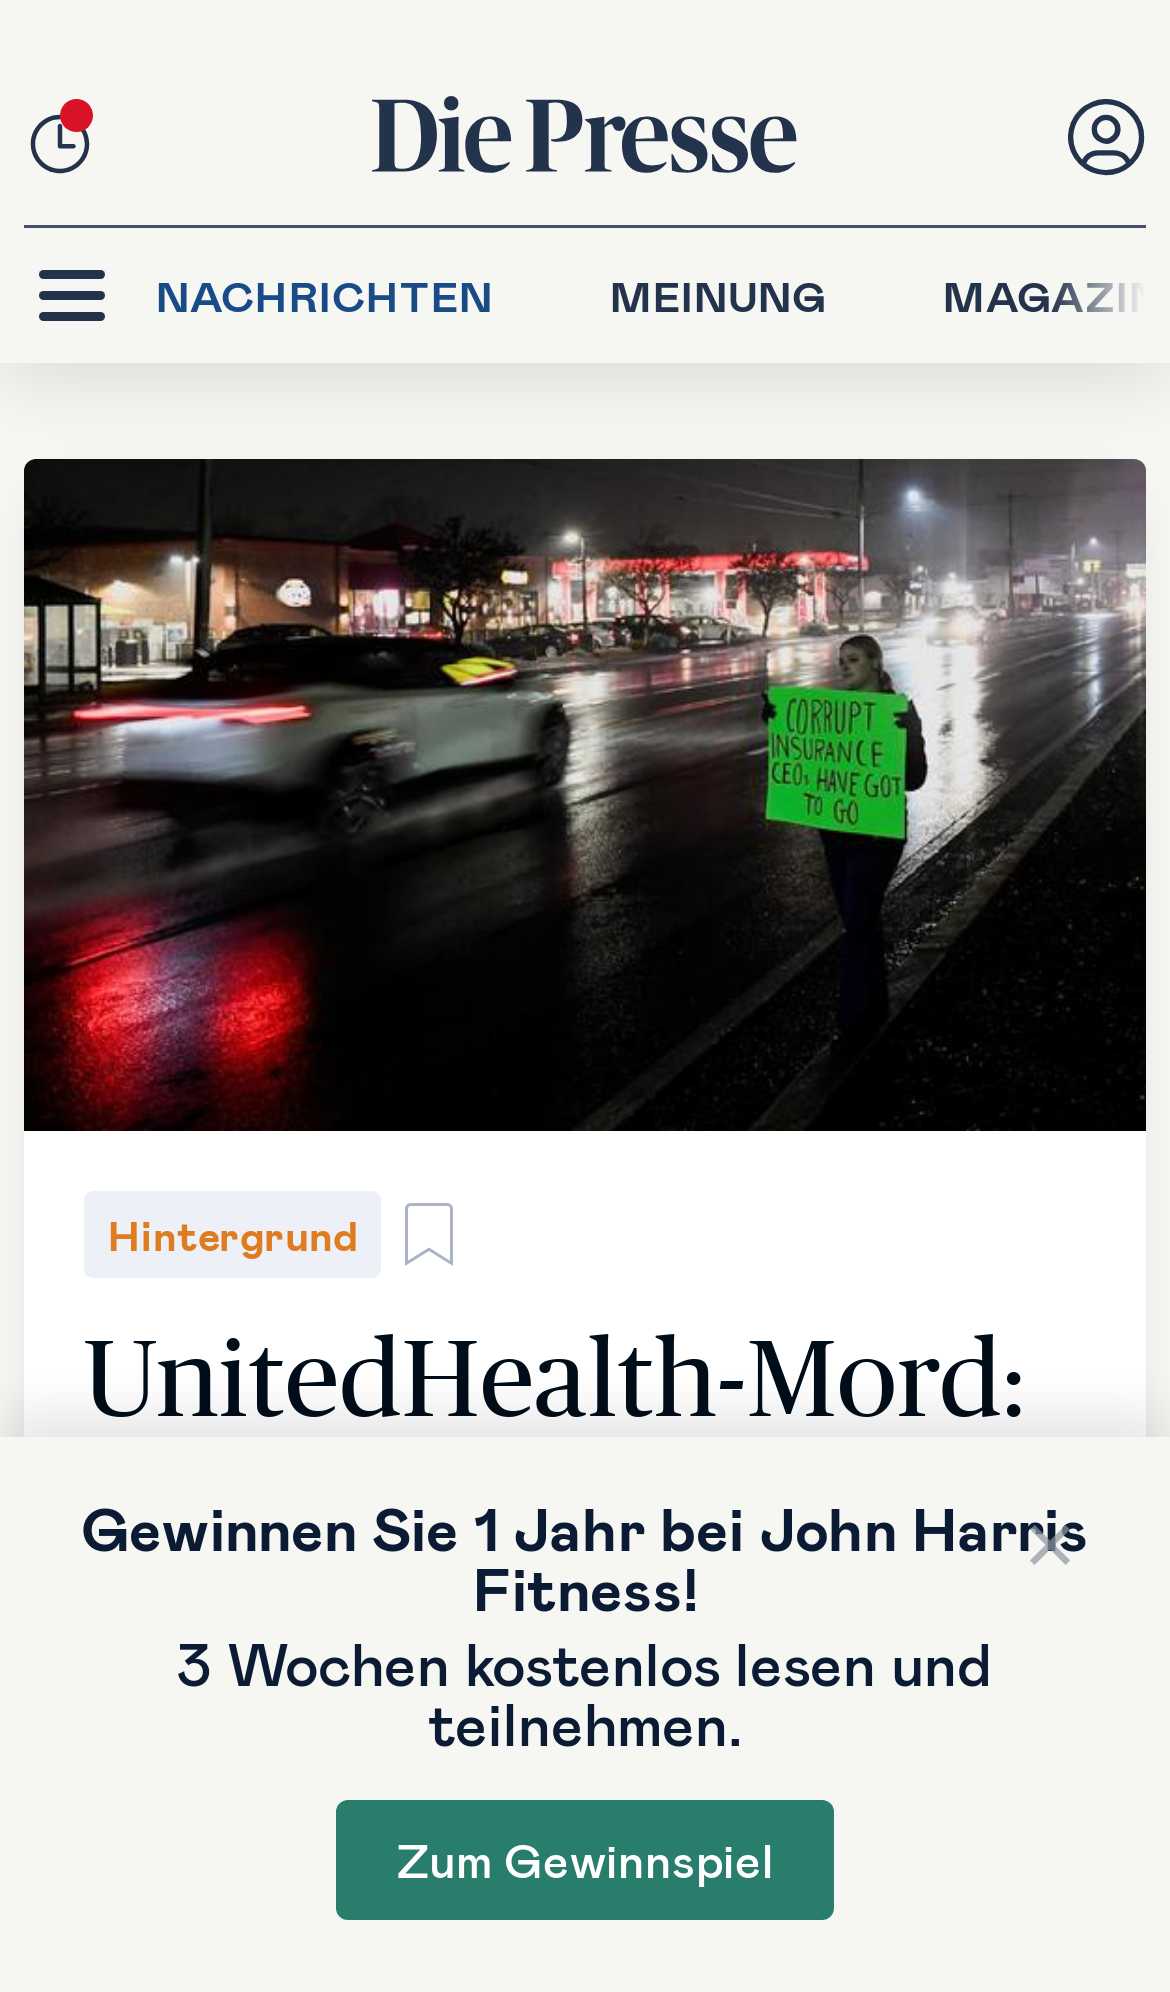 Die Presse
NACHRICHTEN MEINUNG MAGAZIN
CORRUPT
INSURANCE
CEOs HAVE GOT
TO GO
Hintergrund
UnitedHealth-Mord:
Gewinnen Sie 1 Jahr bei John Harris
Fitness!
3 Wochen kostenlos lesen und
teilnehmen.
Zum Gewinnspiel